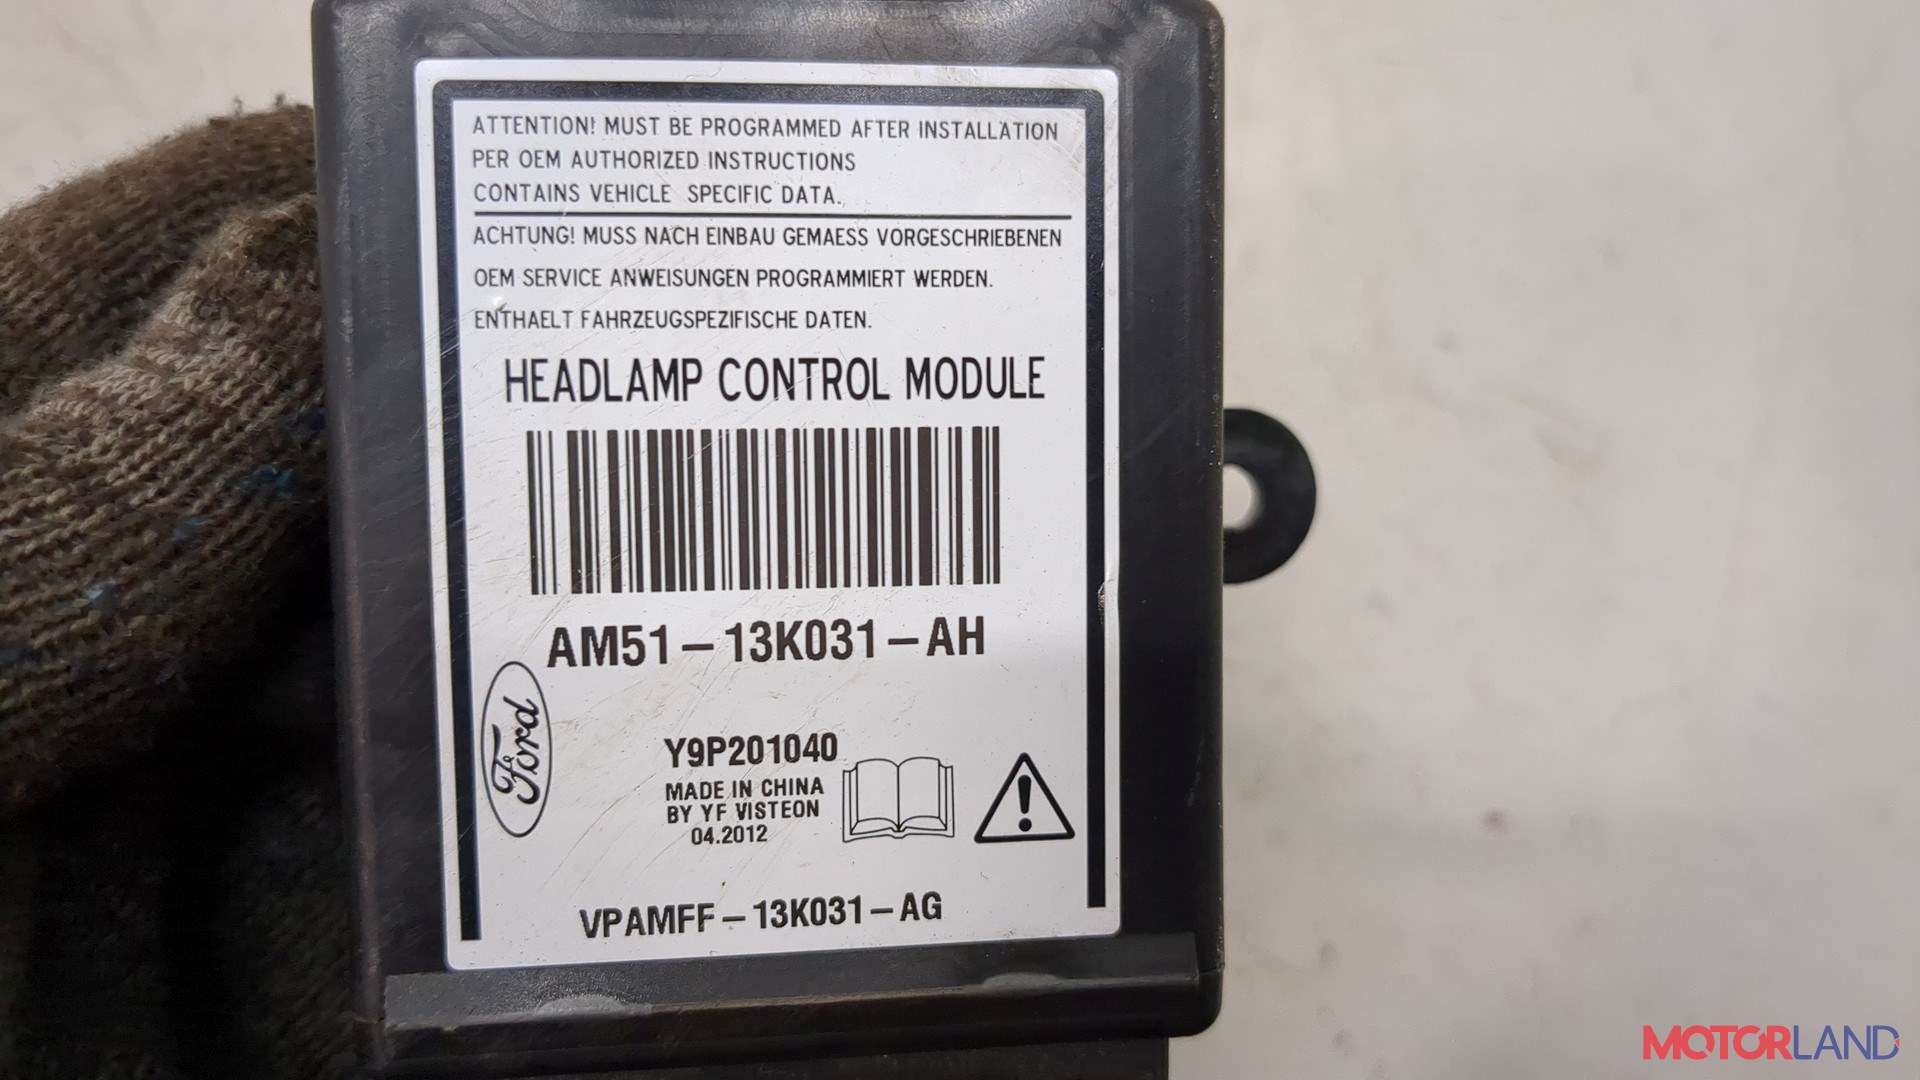 ATTENTION! MUST BE PROGRAMMED AFTER INSTALLATION
PER OEM AUTHORIZED INSTRUCTIONS
CONTAINS VEHICLE SPECIFIC DATA.
ACHTUNG! MUSS NACH EINBAU GEMAESS VORGESCHRIEBENEN
OEM SERVICE ANWEISUNGEN PROGRAMMIERT WERDEN.
ENTHAELT FAHRZEUGSPEZIFISCHE DATEN.
HEADLAMP CONTROL MODULE
AM51-13K031-AH
Ford
Y9P201040
MADE IN CHINA
BY YF VISTEON
04.2012
VPAMFF-13K031-AG
MOTORLAND